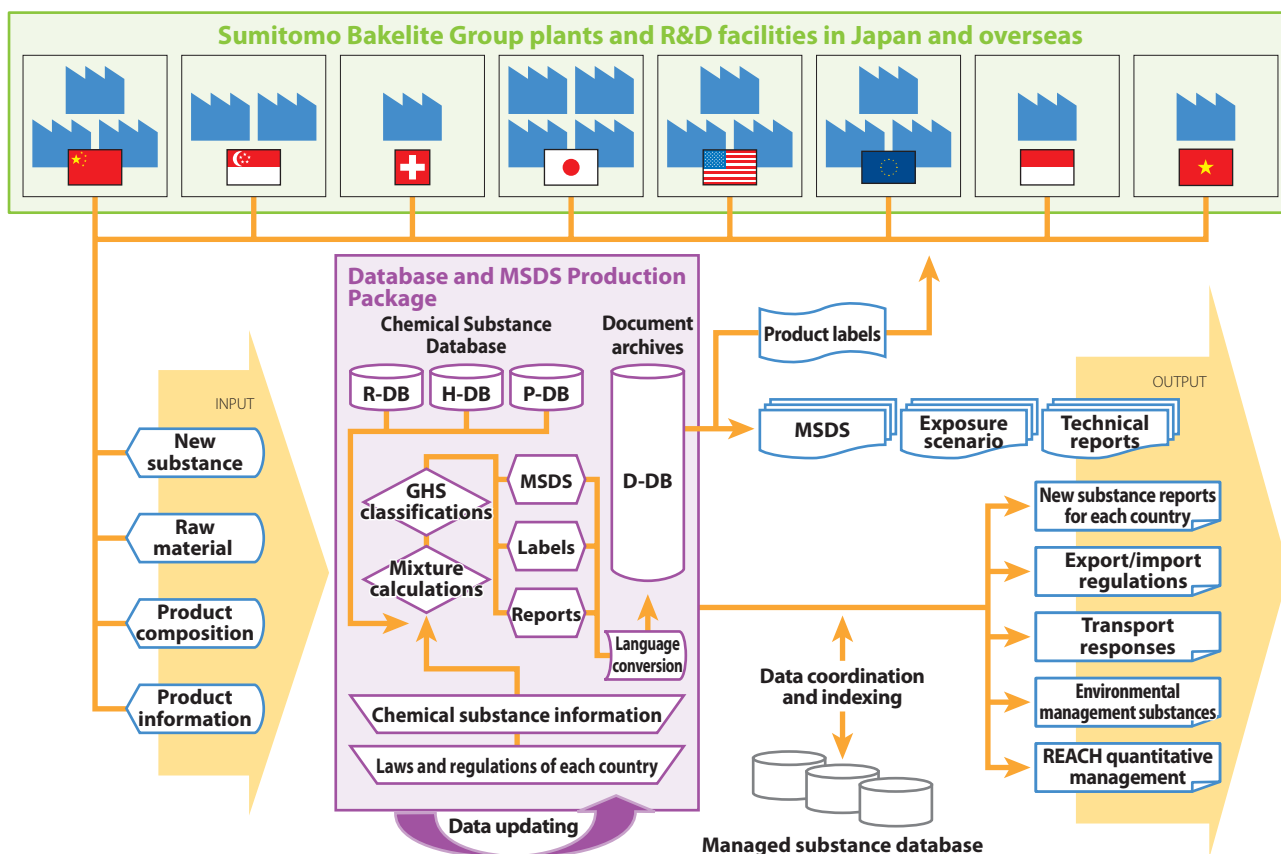 Sumitomo Bakelite Group plants and R&D facilities in Japan and overseas
INPUT
New
substance
Raw
material
Product
composition
Product
information
Database and MSDS Production
Package
Chemical Substance
Database
Document
archives
R-DB
H-DB
P-DB
D-DB
GHS
classifications
Mixture
calculations
MSDS
Labels
Reports
Language
conversion
Chemical substance information
Laws and regulations of each country
Data updating
Product labels
MSDS
Exposure
scenario
Technical
reports
OUTPUT
New substance reports
for each country
Export/import
regulations
Transport
responses
Environmental
management substances
REACH quantitative
management
Data coordination
and indexing
Managed substance database